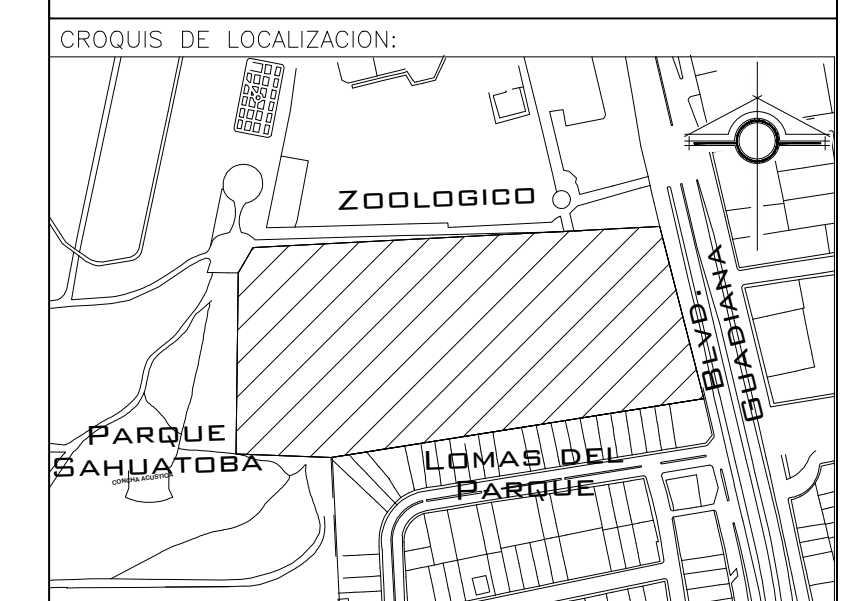 CROQUIS DE LOCALIZACION:
ZOOLOGICO
BLVD.
GUADIANA
PARQUE
SAHUATOBA
CONCHA ACUSTICA
LOMAS DEL
PARQUE